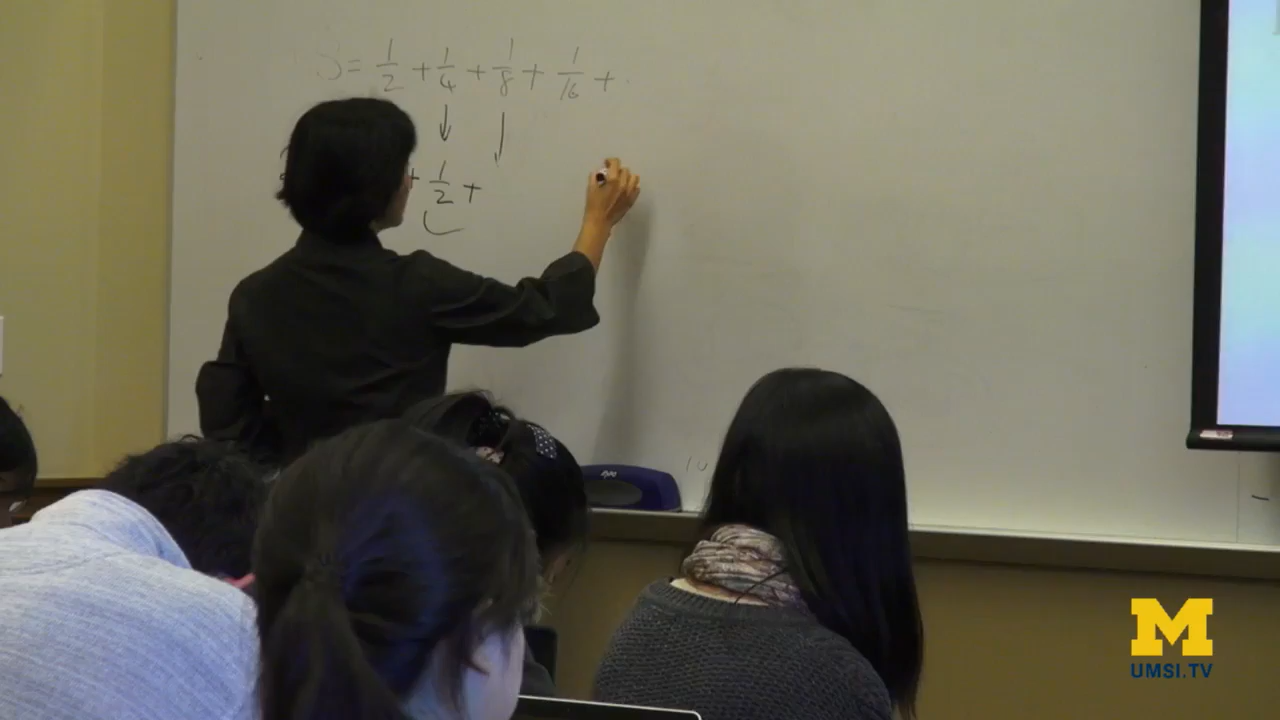 S = 1/2 + 1/4 + 1/8 + 1/16 +
+ 1/2 +
M
UMSI.TV